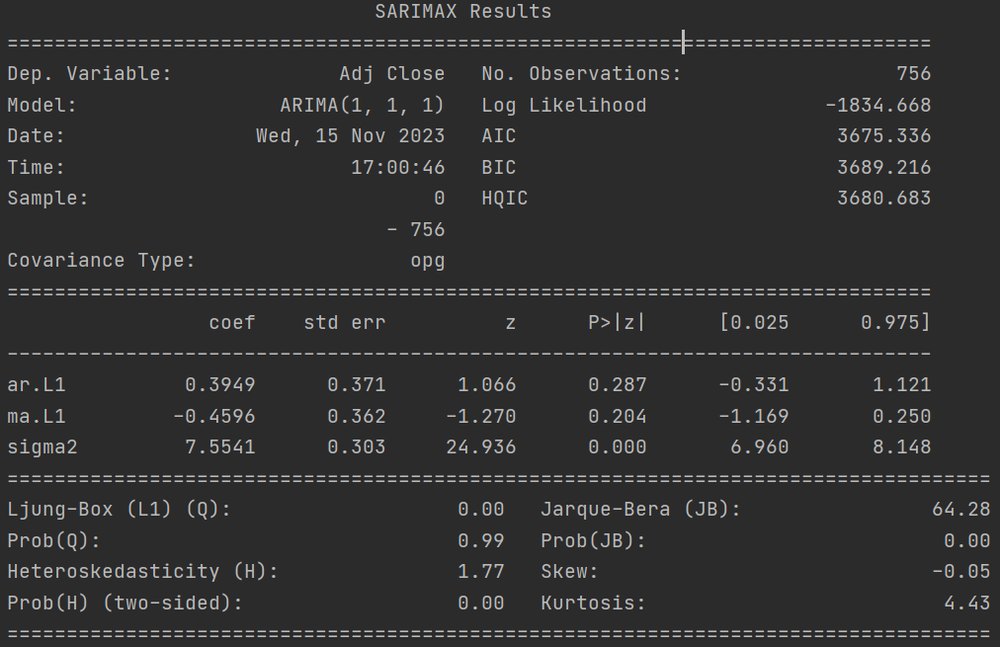 SARIMAX Results
==============================================================================
Dep. Variable:              Adj Close   No. Observations:                  756
Model:                 ARIMA(1, 1, 1)   Log Likelihood               -1834.668
Date:                Wed, 15 Nov 2023   AIC                           3675.336
Time:                        17:00:46   BIC                           3689.216
Sample:                             0   HQIC                          3680.683
                                - 756
Covariance Type:                  opg
==============================================================================
                 coef    std err          z      P>|z|      [0.025      0.975]
------------------------------------------------------------------------------
ar.L1          0.3949      0.371      1.066      0.287      -0.331       1.121
ma.L1         -0.4596      0.362     -1.270      0.204      -1.169       0.250
sigma2         7.5541      0.303     24.936      0.000       6.960       8.148
===================================================================================
Ljung-Box (L1) (Q):                   0.00   Jarque-Bera (JB):                64.28
Prob(Q):                              0.99   Prob(JB):                         0.00
Heteroskedasticity (H):               1.77   Skew:                            -0.05
Prob(H) (two-sided):                  0.00   Kurtosis:                         4.43
===================================================================================